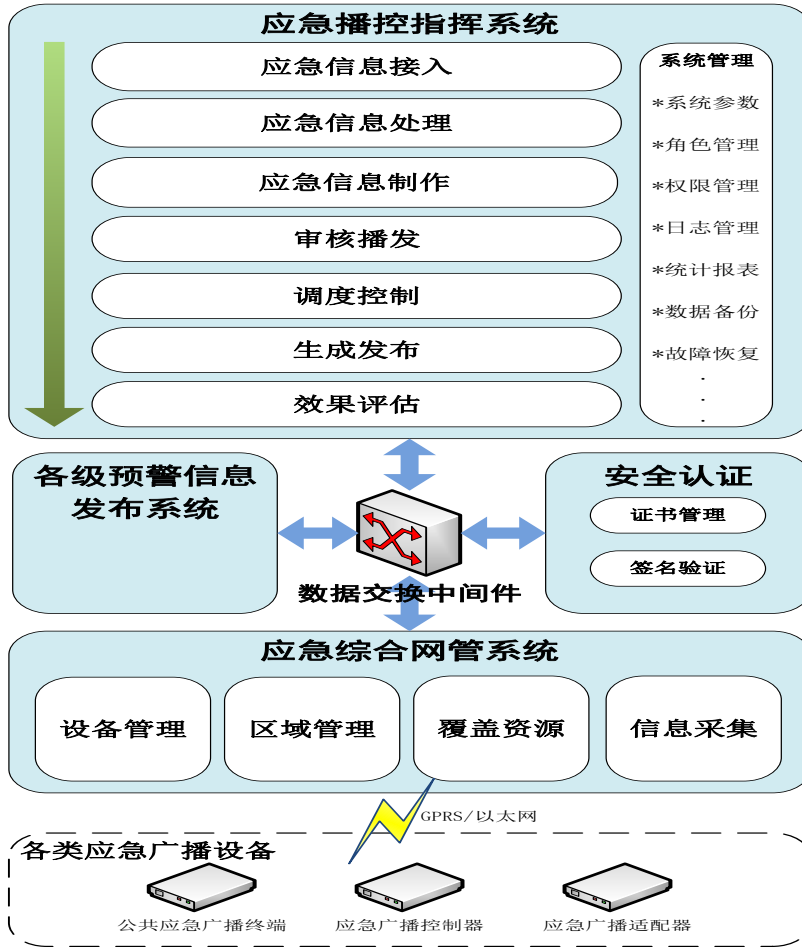 应急播控指挥系统
应急信息接入
应急信息处理
应急信息制作
审核播发
调度控制
生成发布
效果评估
系统管理
*系统参数
*角色管理
*权限管理
*日志管理
*统计报表
*数据备份
*故障恢复
.
.
.
各级预警信息
发布系统
数据交换中间件
安全认证
证书管理
签名验证
应急综合网管系统
设备管理
区域管理
覆盖资源
信息采集
GPRS/以太网
各类应急广播设备
公共应急广播终端
应急广播控制器
应急广播适配器